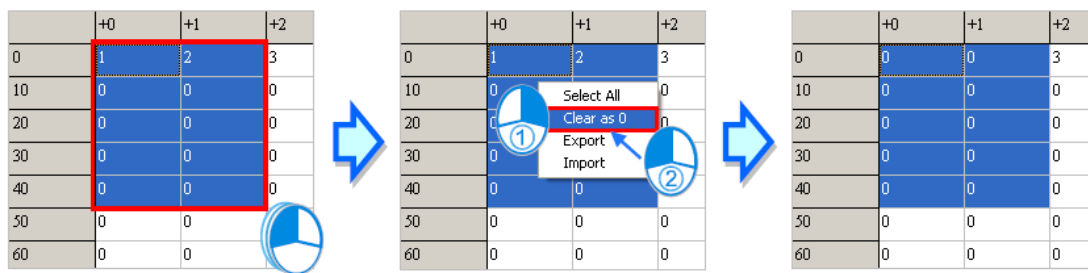 +0 +1 +2
0 1 2 3
10 0 0 0
20 0 0 0
30 0 0 0
40 0 0 0
50 0 0 0
60 0 0 0
+0 +1 +2
0 1 2 3
10 0 0
Select All
20 0 0
Clear as 0
①
Export
30 0 0
Import
②
40 0 0 0
50 0 0 0
60 0 0 0
+0 +1 +2
0 0 0 3
10 0 0 0
20 0 0 0
30 0 0 0
40 0 0 0
50 0 0 0
60 0 0 0